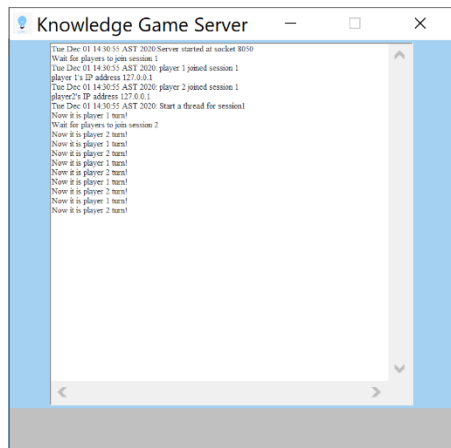 Knowledge Game Server
Tue Dec 01 14:30:55 AST 2020:Server started at socket 8050
Wait for players to join session 1
Tue Dec 01 14:30:55 AST 2020: player 1 joined session 1
player 1's IP address 127.0.0.1
Tue Dec 01 14:30:55 AST 2020: player 2 joined session 1
player2's IP address 127.0.0.1
Tue Dec 01 14:30:55 AST 2020: Start a thread for session1
Now it is player 1 turn!
Wait for players to join session 2
Now it is player 2 turn!
Now it is player 1 turn!
Now it is player 2 turn!
Now it is player 1 turn!
Now it is player 2 turn!
Now it is player 1 turn!
Now it is player 2 turn!
Now it is player 1 turn!
Now it is player 2 turn!